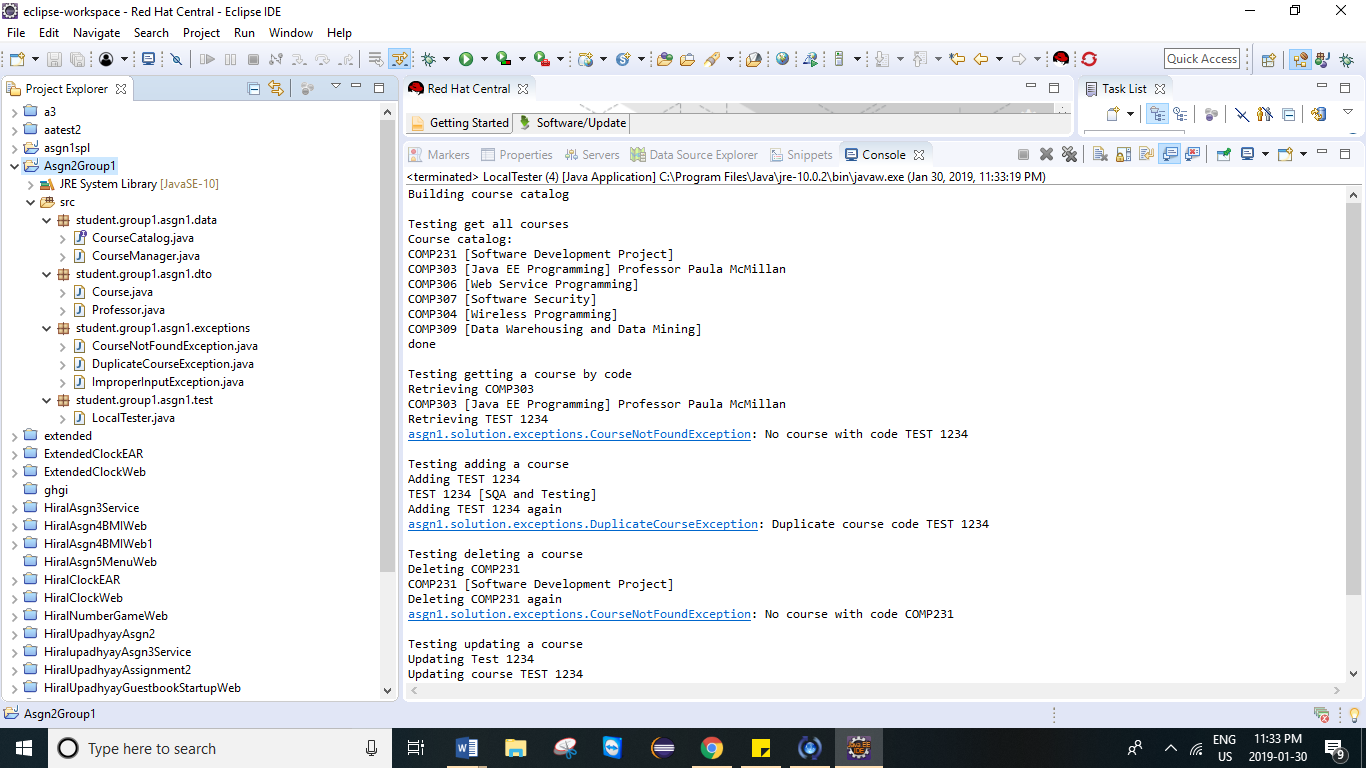 eclipse-workspace - Red Hat Central - Eclipse IDE
File Edit Navigate Search Project Run Window Help
Quick Access
Project Explorer
a3
aatest2
asgn1spl
Asgn2Group1
JRE System Library [JavaSE-10]
src
student.group1.asgn1.data
CourseCatalog.java
CourseManager.java
student.group1.asgn1.dto
Course.java
Professor.java
student.group1.asgn1.exceptions
CourseNotFoundException.java
DuplicateCourseException.java
ImproperInputException.java
student.group1.asgn1.test
LocalTester.java
extended
ExtendedClockEAR
ExtendedClockWeb
ghgi
HiralAsgn3Service
HiralAsgn4BMIWeb
HiralAsgn4BMIWeb1
HiralAsgn5MenuWeb
HiralClockEAR
HiralClockWeb
HiralNumberGameWeb
HiralUpadhyayAsgn2
HiralupadhyayAsgn3Service
HiralUpadhyayAssignment2
HiralUpadhyayGuestbookStartupWeb
Red Hat Central
Getting Started Software/Update
Task List
Markers Properties Servers Data Source Explorer Snippets Console
<terminated> LocalTester (4) [Java Application] C:\Program Files\Java\jre-10.0.2\bin\javaw.exe (Jan 30, 2019, 11:33:19 PM)
Building course catalog
Testing get all courses
Course catalog:
COMP231 [Software Development Project]
COMP303 [Java EE Programming] Professor Paula McMillan
COMP306 [Web Service Programming]
COMP307 [Software Security]
COMP304 [Wireless Programming]
COMP309 [Data Warehousing and Data Mining]
done
Testing getting a course by code
Retrieving COMP303
COMP303 [Java EE Programming] Professor Paula McMillan
Retrieving TEST 1234
asgn1.solution.exceptions.CourseNotFoundException: No course with code TEST 1234
Testing adding a course
Adding TEST 1234
TEST 1234 [SQA and Testing]
Adding TEST 1234 again
asgn1.solution.exceptions.DuplicateCourseException: Duplicate course code TEST 1234
Testing deleting a course
Deleting COMP231
COMP231 [Software Development Project]
Deleting COMP231 again
asgn1.solution.exceptions.CourseNotFoundException: No course with code COMP231
Testing updating a course
Updating Test 1234
Updating course TEST 1234
Asgn2Group1
Type here to search
ENG
US
11:33 PM
2019-01-30
9